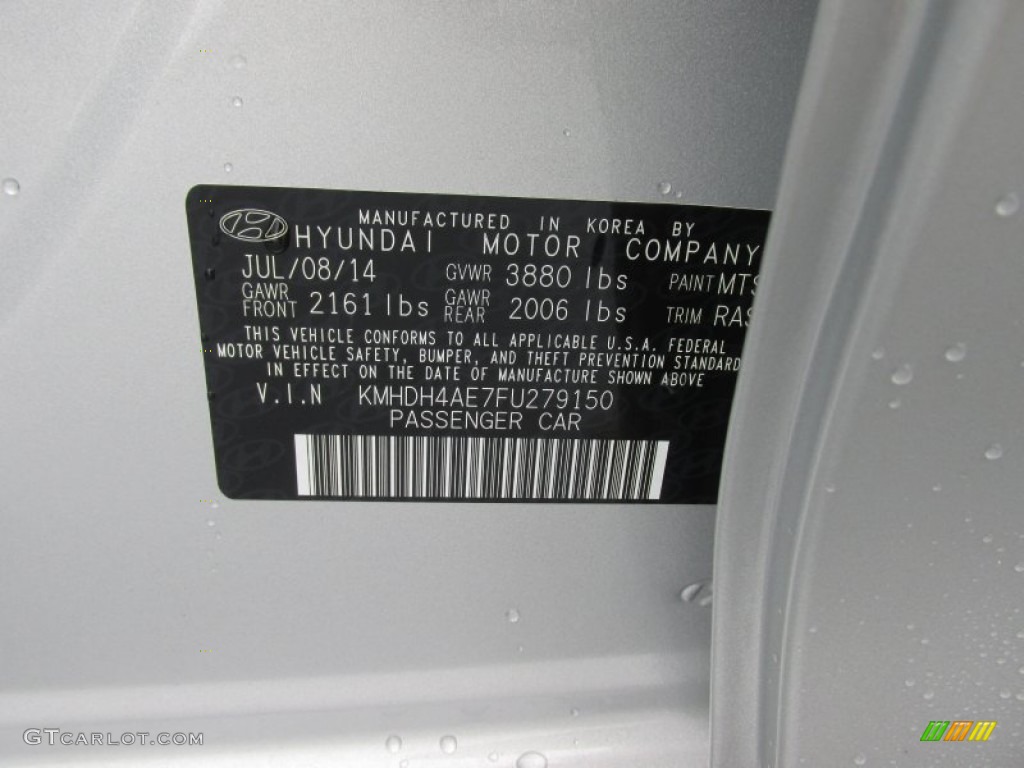 MANUFACTURED IN KOREA BY
HYUNDAI MOTOR COMPANY
JUL/08/14 GVWR 3880 lbs PAINT MTS
GAWR FRONT 2161 lbs GAWR REAR 2006 lbs TRIM RAS
THIS VEHICLE CONFORMS TO ALL APPLICABLE U.S.A. FEDERAL
MOTOR VEHICLE SAFETY, BUMPER, AND THEFT PREVENTION STANDARD
IN EFFECT ON THE DATE OF MANUFACTURE SHOWN ABOVE
V.I.N KMHDH4AE7FU279150
PASSENGER CAR
GTCARLOT.COM